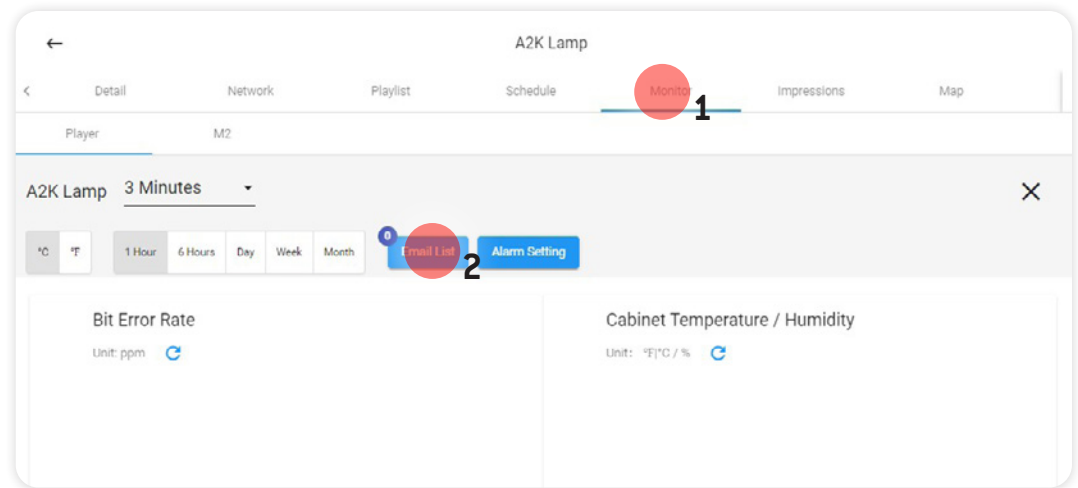 ← A2K Lamp
< Detail Network Playlist Schedule Monitor Impressions Map
1
Player M2
A2K Lamp 3 Minutes
°C °F 1 Hour 6 Hours Day Week Month 0 Email List Alarm Setting
2
Bit Error Rate Cabinet Temperature / Humidity
Unit: ppm Unit: °F|°C / %